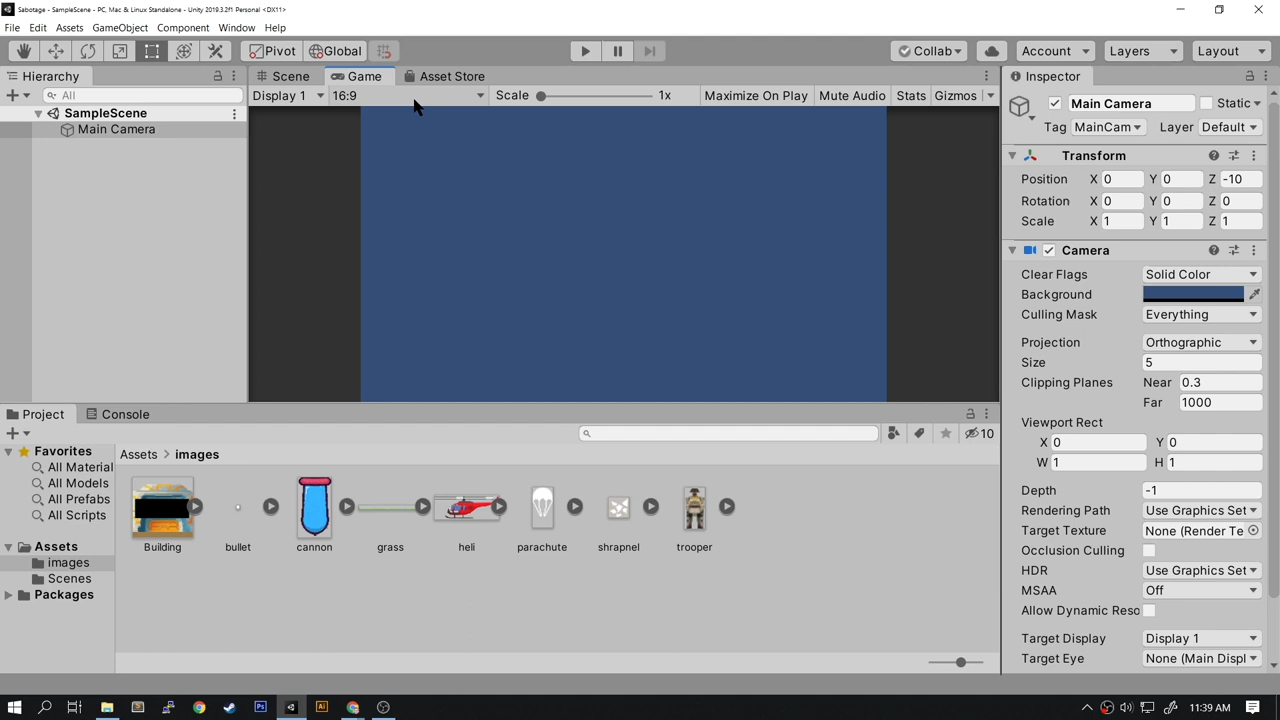 Sabotage - SampleScene - PC, Mac & Linux Standalone - Unity 2019.3.2f1 Personal <DX11>
File Edit Assets GameObject Component Window Help
Pivot Global Collab Account Layers Layout
Hierarchy
All
SampleScene
Main Camera
Scene Game Asset Store
Display 1 16:9 Scale 1x Maximize On Play Mute Audio Stats Gizmos
Inspector
Main Camera Static
Tag MainCam Layer Default
Transform
Position X 0 Y 0 Z -10
Rotation X 0 Y 0 Z 0
Scale X 1 Y 1 Z 1
Camera
Clear Flags Solid Color
Background
Culling Mask Everything
Projection Orthographic
Size 5
Clipping Planes Near 0.3
Far 1000
Viewport Rect
X 0 Y 0
W 1 H 1
Depth -1
Rendering Path Use Graphics Set
Target Texture None (Render Te
Occlusion Culling
HDR Use Graphics Set
MSAA Off
Allow Dynamic Reso
Target Display Display 1
Target Eye None (Main Displ
Project Console
10
Favorites
All Material
All Models
All Prefabs
All Scripts
Assets
images
Scenes
Packages
Assets > images
Building bullet cannon grass heli parachute shrapnel trooper
11:39 AM